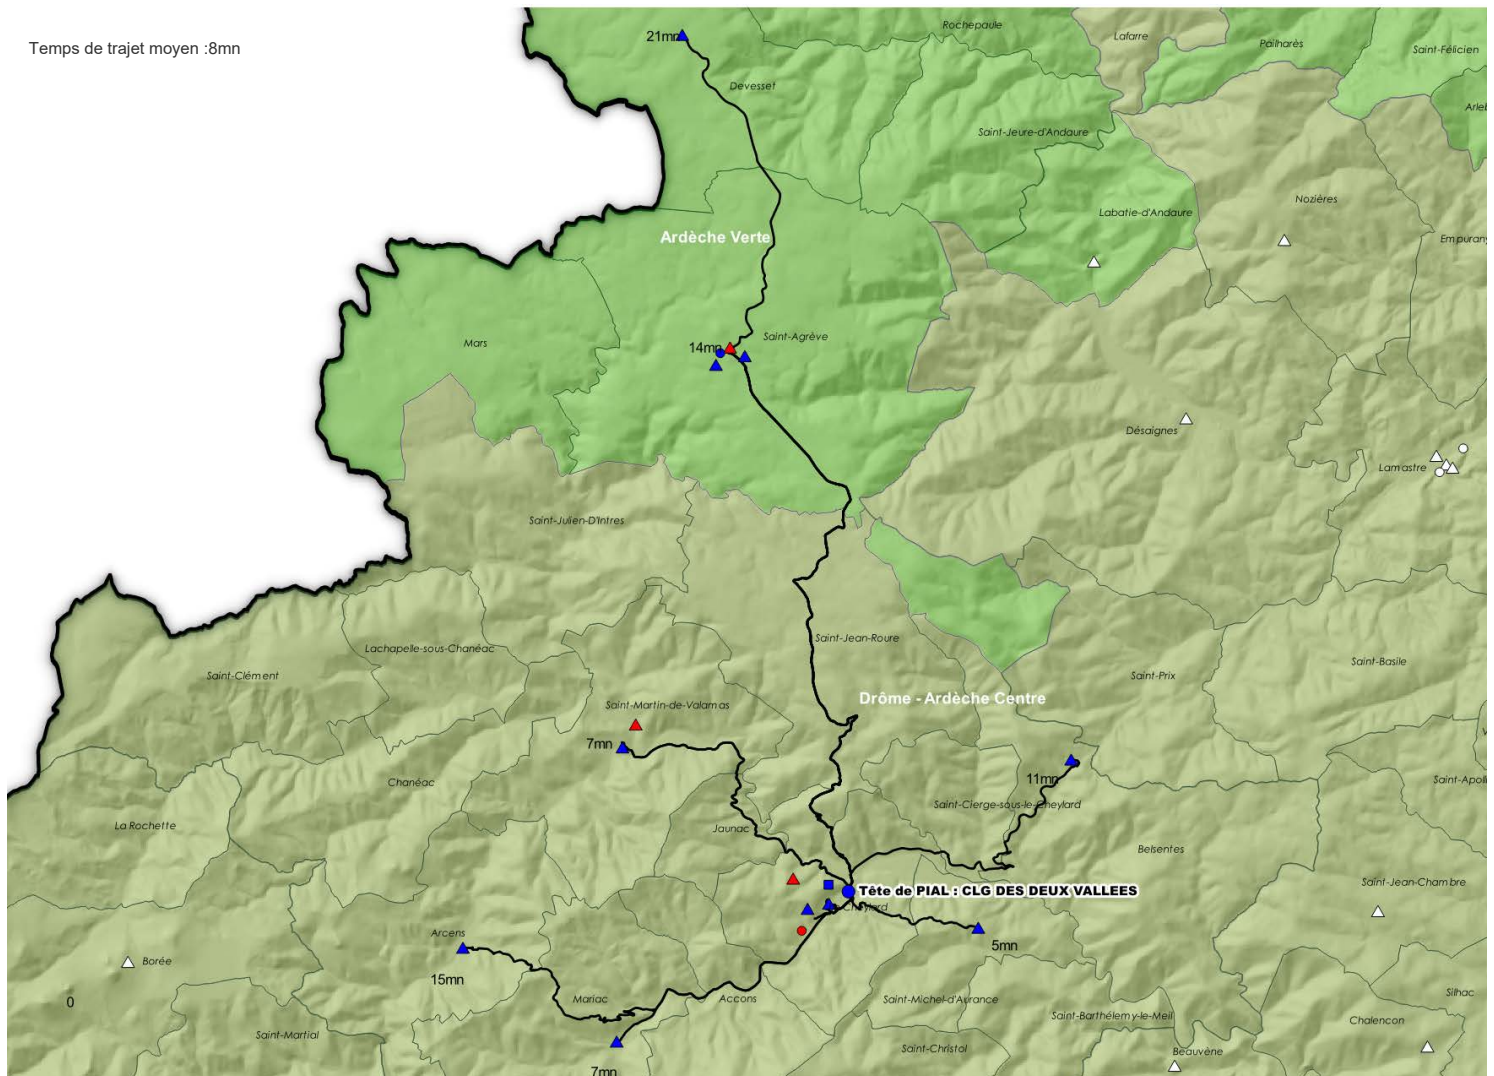 Rochepaule
Lafarre
21mn
Pailharès
Saint-Félicien
Temps de trajet moyen :8mn
Devesset
Saint-Jeure-d'Andaure
Nozières
Labatie-d'Andaure
Ardèche Verte
Empurany
Mars
Saint-Agrève
14mn
Désaignes
Lamastre
Saint-Julien-D'Intres
Saint-Jean-Roure
Lachapelle-sous-Chanéac
Saint-Basile
Saint-Clément
Saint-Prix
Drôme - Ardèche Centre
Saint-Martin-de-Valamas
7mn
11mn
Chanéac
Saint-Cierge-sous-le-Cheylard
La Rochette
Jaunac
Belsentes
Saint-Jean-Chambre
Tête de PIAL : CLG DES DEUX VALLEES
Arcens
5mn
Borée
15mn
0
Mariac
Accons
Saint-Michel-d'Aurance
Silhac
Saint-Barthélemy-le-Meil
Chalencon
Saint-Martial
Saint-Christol
Beauvène
7mn